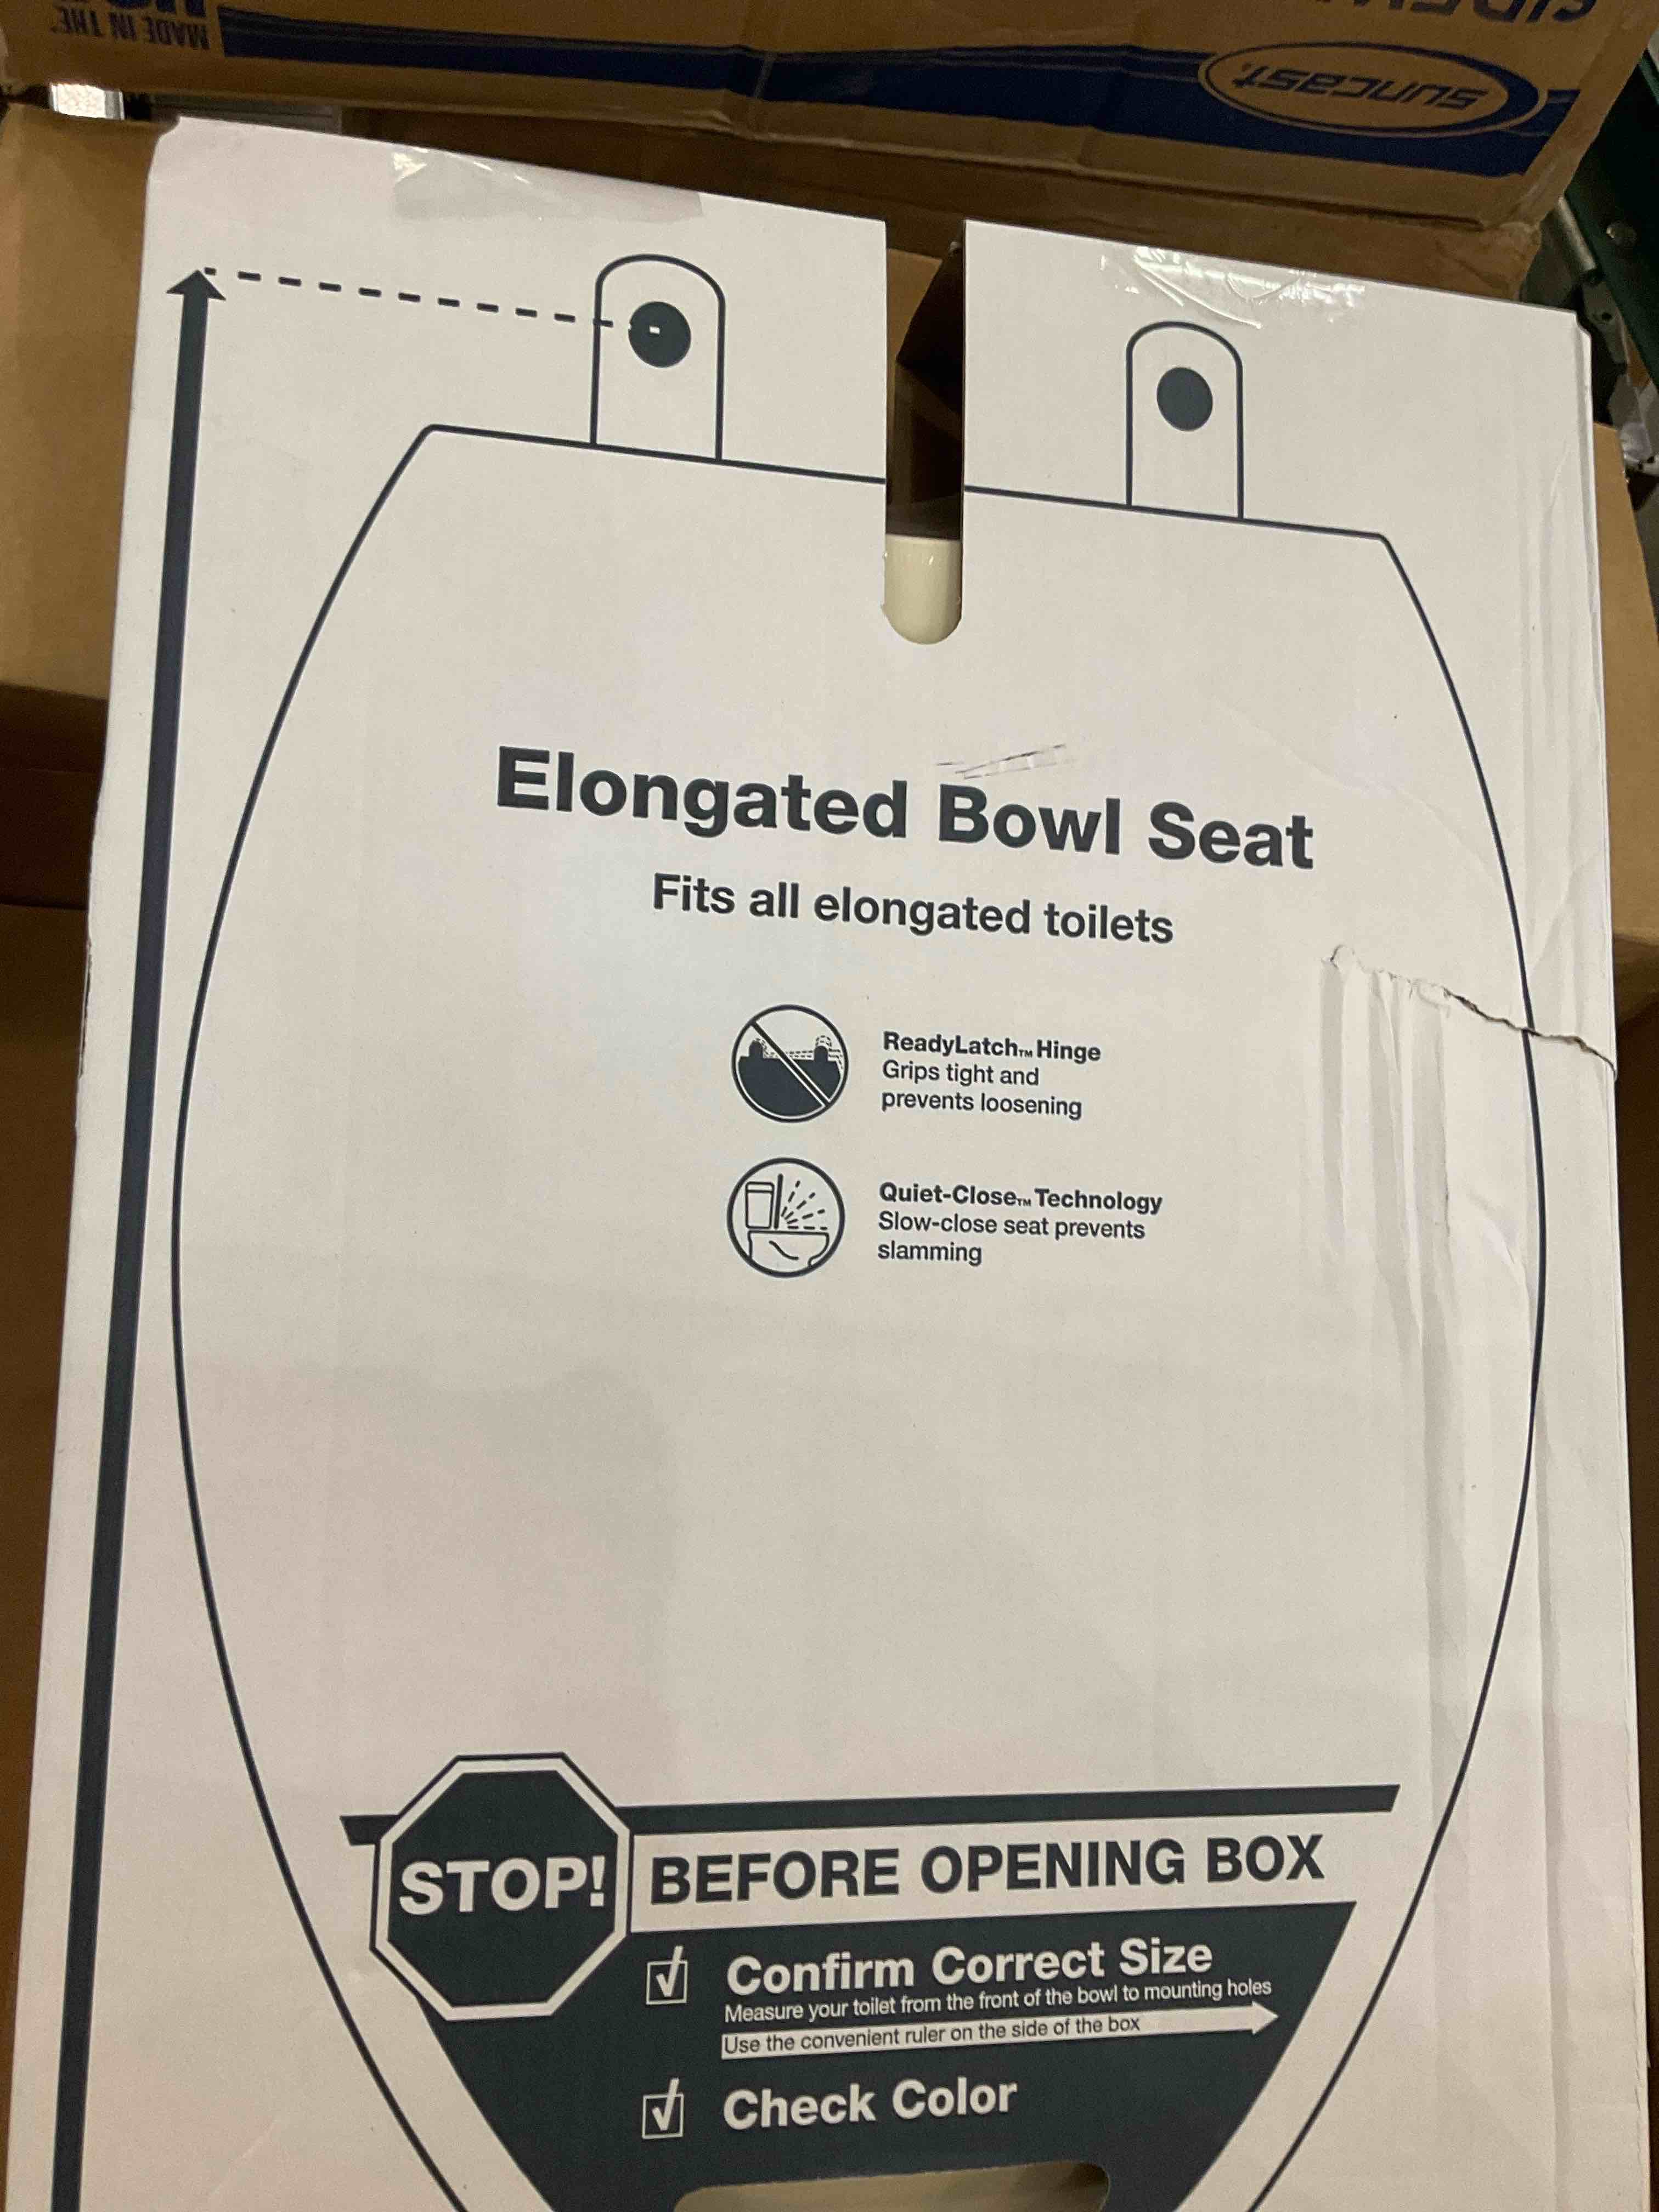 MADE IN THE
suncast.
Elongated Bowl Seat
Fits all elongated toilets
ReadyLatch™ Hinge
Grips tight and
prevents loosening
Quiet-Close™ Technology
Slow-close seat prevents
slamming
STOP! BEFORE OPENING BOX
Confirm Correct Size
Measure your toilet from the front of the bowl to mounting holes
Use the convenient ruler on the side of the box
Check Color